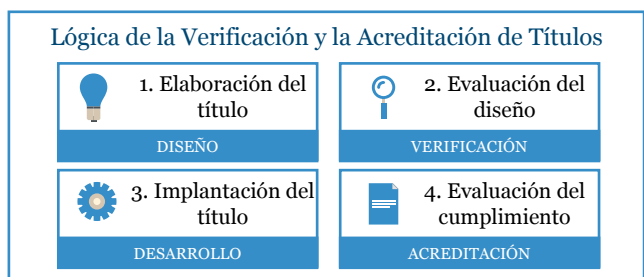 Lógica de la Verificación y la Acreditación de Títulos
1. Elaboración del
título
DISEÑO
2. Evaluación del
diseño
VERIFICACIÓN
3. Implantación del
título
DESARROLLO
4. Evaluación del
cumplimiento
ACREDITACIÓN